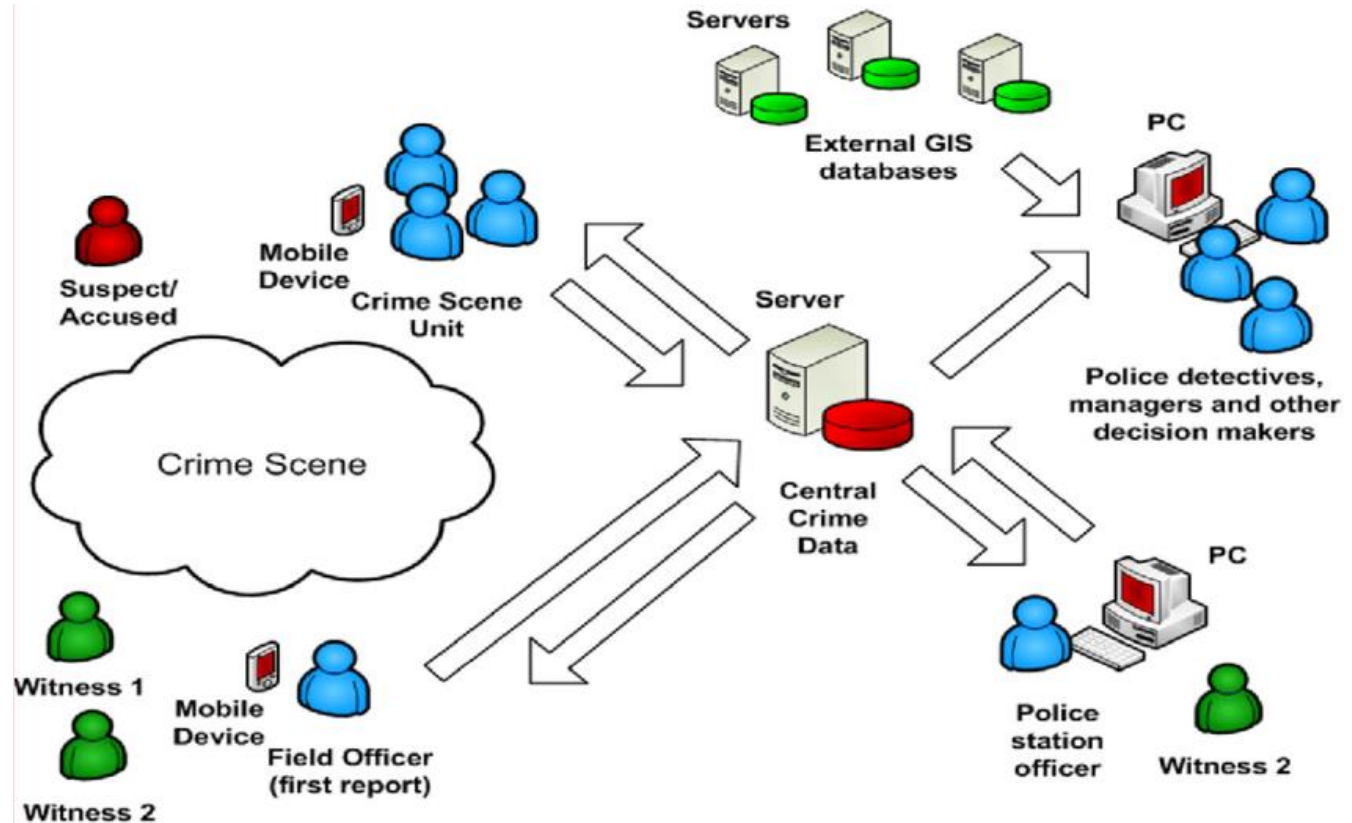 Servers
External GIS
databases
PC
Mobile
Device
Suspect/
Accused
Crime Scene
Unit
Server
Police detectives,
managers and other
decision makers
Crime Scene
Central
Crime
Data
PC
Witness 1
Mobile
Device
Field Officer
(first report)
Witness 2
Police
station
officer
Witness 2